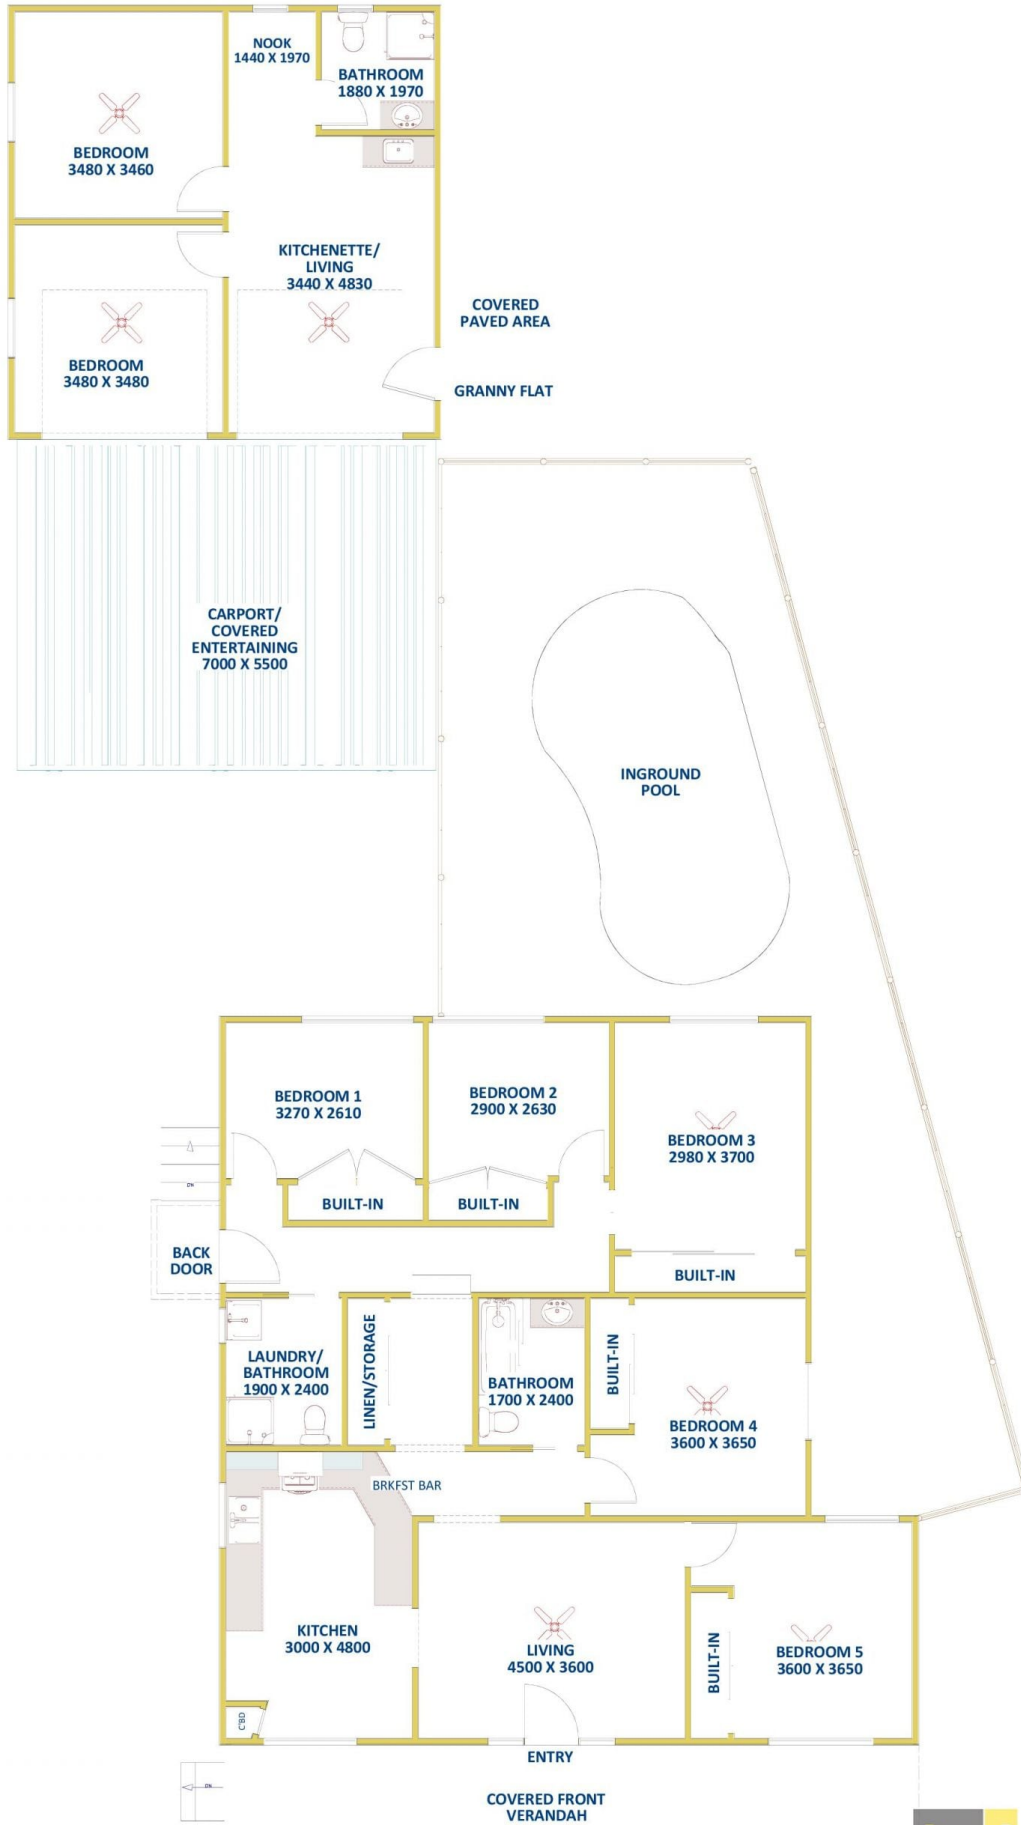 NOOK
1440 X 1970
BATHROOM
1880 X 1970
BEDROOM
3480 X 3460
KITCHENETTE/
LIVING
3440 X 4830
COVERED
PAVED AREA
BEDROOM
3480 X 3480
GRANNY FLAT
CARPORT/
COVERED
ENTERTAINING
7000 X 5500
INGROUND
POOL
BEDROOM 1
3270 X 2610
BEDROOM 2
2900 X 2630
BEDROOM 3
2980 X 3700
DN
BUILT-IN
BUILT-IN
BACK
DOOR
BUILT-IN
LAUNDRY/
BATHROOM
1900 X 2400
LINEN/STORAGE
BATHROOM
1700 X 2400
BUILT-IN
BEDROOM 4
3600 X 3650
BRKFST BAR
KITCHEN
3000 X 4800
LIVING
4500 X 3600
BUILT-IN
BEDROOM 5
3600 X 3650
C'BD
ENTRY
DN
COVERED FRONT
VERANDAH